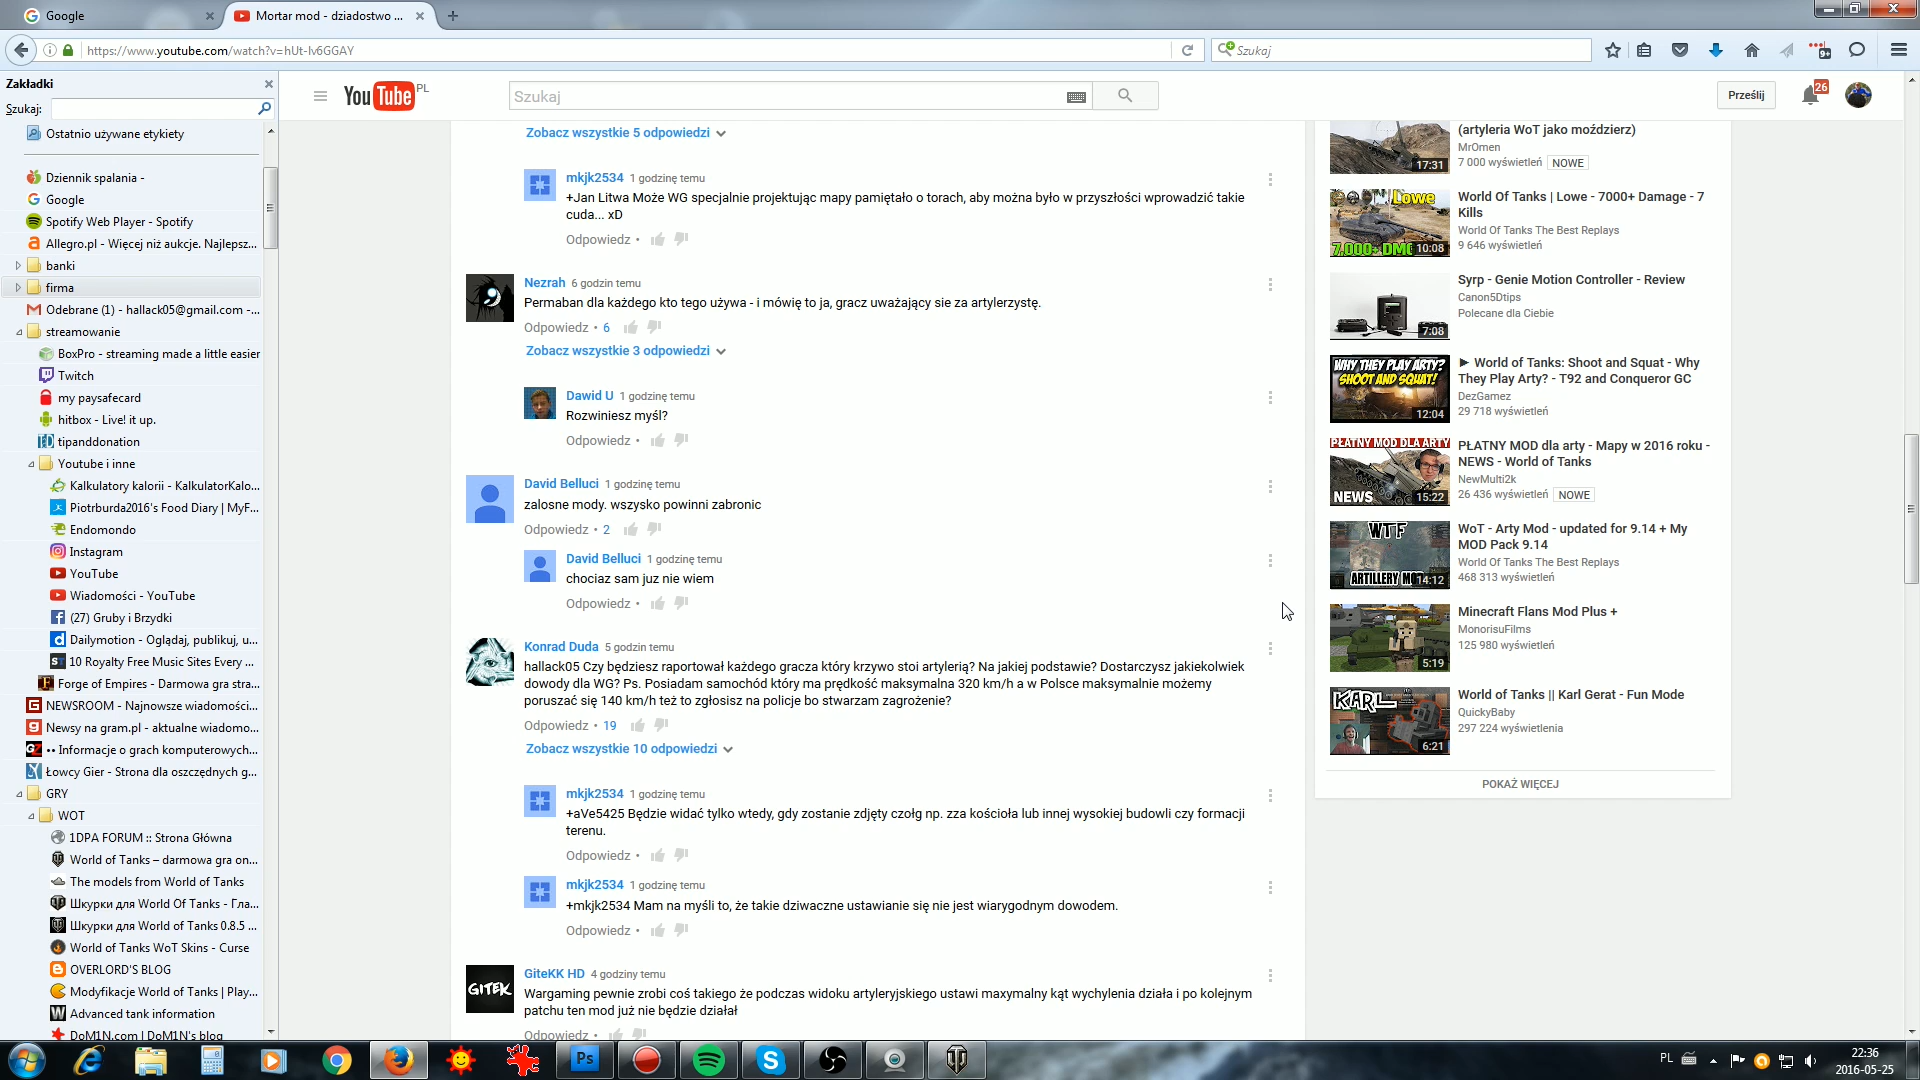 Google
Mortar mod - dziadostwo ...
https://www.youtube.com/watch?v=hUt-Iv6GGAY
Szukaj
9+
Zakładki
Szukaj:
Ostatnio używane etykiety
Dziennik spalania -
Google
Spotify Web Player - Spotify
Allegro.pl - Więcej niż aukcje. Najlepsz...
banki
firma
Odebrane (1) - hallack05@gmail.com -...
streamowanie
BoxPro - streaming made a little easier
Twitch
my paysafecard
hitbox - Live! it up.
tipanddonation
Youtube i inne
Kalkulatory kalorii - KalkulatorKalo...
Piotrburda2016's Food Diary | MyF...
Endomondo
Instagram
YouTube
Wiadomości - YouTube
(27) Gruby i Brzydki
Dailymotion - Oglądaj, publikuj, u...
10 Royalty Free Music Sites Every ...
Forge of Empires - Darmowa gra stra...
NEWSROOM - Najnowsze wiadomości...
Newsy na gram.pl - aktualne wiadomo...
•• Informacje o grach komputerowych...
Łowcy Gier - Strona dla oszczędnych g...
GRY
WOT
1DPA FORUM :: Strona Główna
World of Tanks – darmowa gra on...
The models from World of Tanks
Шкурки для World Of Tanks - Гла...
Шкурки для World of Tanks 0.8.5 ...
World of Tanks WoT Skins - Curse
OVERLORD'S BLOG
Modyfikacje World of Tanks | Play...
Advanced tank information
DoM1N.com | DoM1N's blog
YouTube PL
Szukaj
Prześlij
26
Zobacz wszystkie 5 odpowiedzi
mkjk2534 1 godzinę temu
+Jan Litwa Może WG specjalnie projektując mapy pamiętało o torach, aby można było w przyszłości wprowadzić takie
cuda... xD
Odpowiedz •
Nezrah 6 godzin temu
Permaban dla każdego kto tego używa - i mówię to ja, gracz uważający sie za artylerzystę.
Odpowiedz • 6
Zobacz wszystkie 3 odpowiedzi
Dawid U 1 godzinę temu
Rozwiniesz myśl?
Odpowiedz •
David Belluci 1 godzinę temu
zalosne mody. wszysko powinni zabronic
Odpowiedz • 2
David Belluci 1 godzinę temu
chociaz sam juz nie wiem
Odpowiedz •
Konrad Duda 5 godzin temu
hallack05 Czy będziesz raportował każdego gracza który krzywo stoi artylerią? Na jakiej podstawie? Dostarczysz jakiekolwiek
dowody dla WG? Ps. Posiadam samochód który ma prędkość maksymalna 320 km/h a w Polsce maksymalnie możemy
poruszać się 140 km/h też to zgłosisz na policje bo stwarzam zagrożenie?
Odpowiedz • 19
Zobacz wszystkie 10 odpowiedzi
mkjk2534 1 godzinę temu
+aVe5425 Będzie widać tylko wtedy, gdy zostanie zdjęty czołg np. zza kościoła lub innej wysokiej budowli czy formacji
terenu.
Odpowiedz •
mkjk2534 1 godzinę temu
+mkjk2534 Mam na myśli to, że takie dziwaczne ustawianie się nie jest wiarygodnym dowodem.
Odpowiedz •
GITEK
GiteKK HD 4 godziny temu
Wargaming pewnie zrobi coś takiego że podczas widoku artyleryjskiego ustawi maxymalny kąt wychylenia działa i po kolejnym
patchu ten mod już nie będzie działał
Odpowiedz •
17:31
(artyleria WoT jako moździerz)
MrOmen
7 000 wyświetleń NOWE
Lowe
7,000+ DMG
10:08
World Of Tanks | Lowe - 7000+ Damage - 7
Kills
World Of Tanks The Best Replays
9 646 wyświetleń
7:08
Syrp - Genie Motion Controller - Review
Canon5Dtips
Polecane dla Ciebie
WHY THEY PLAY ARTY?
SHOOT AND SQUAT!
12:04
► World of Tanks: Shoot and Squat - Why
They Play Arty? - T92 and Conqueror GC
DezGamez
29 718 wyświetleń
PŁATNY MOD DLA ARTY
NEWS
15:22
PŁATNY MOD dla arty - Mapy w 2016 roku -
NEWS - World of Tanks
NewMulti2k
26 436 wyświetleń NOWE
WTF
ARTILLERY MOD
14:12
WoT - Arty Mod - updated for 9.14 + My
MOD Pack 9.14
World Of Tanks The Best Replays
468 313 wyświetleń
5:19
Minecraft Flans Mod Plus +
MonorisuFilms
125 980 wyświetleń
KARL
6:21
World of Tanks || Karl Gerat - Fun Mode
QuickyBaby
297 224 wyświetlenia
POKAŻ WIĘCEJ
Ps
PL
22:36
2016-05-25